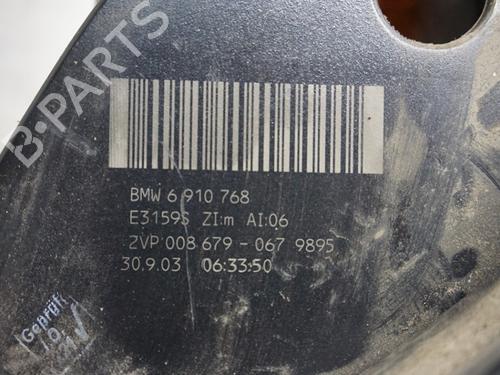 B-PARTS
BMW 6 910 768
E3159S ZI:m AI:06
2VP 008 679 - 067 9895
30.9.03 06:33:50
Geprüft
I.O.